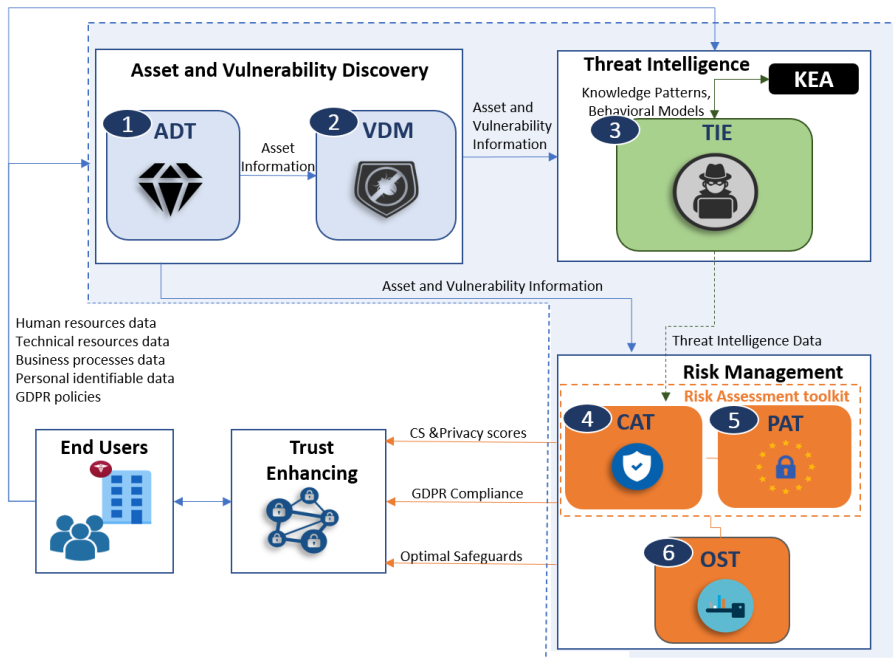 Asset and Vulnerability Discovery
1
ADT
Asset
Information
2
VDM
Asset and
Vulnerability
Information
Threat Intelligence
KEA
Knowledge Patterns,
Behavioral Models
3
TIE
Asset and Vulnerability Information
Threat Intelligence Data
Human resources data
Technical resources data
Business processes data
Personal identifiable data
GDPR policies
End Users
Trust
Enhancing
CS &Privacy scores
GDPR Compliance
Optimal Safeguards
Risk Management
Risk Assessment toolkit
4
CAT
5
PAT
6
OST